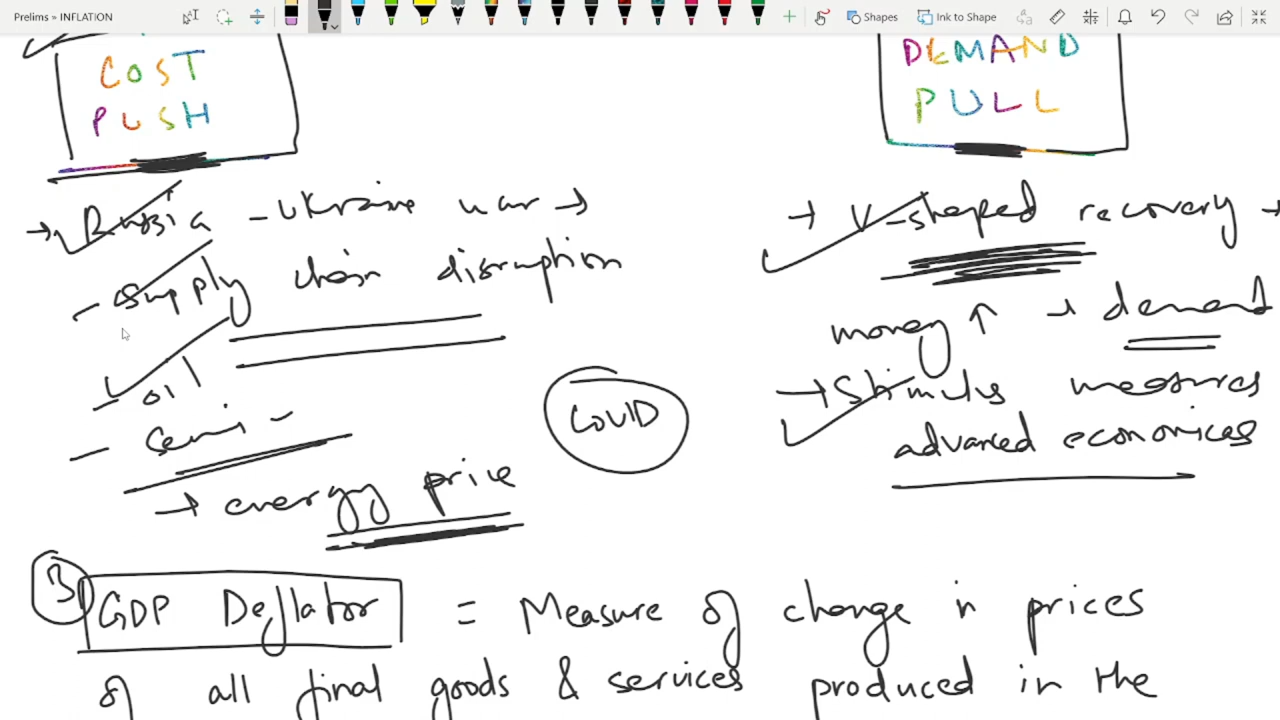 Prelims » INFLATION
Shapes
Ink to Shape
COST
PUSH
→ Russia - Ukraine war →
- supply chain disruption
- oil
- Semi -
→ energy price
COVID
DEMAND
PULL
→ V-shaped recovery →
money ↑ → demand
→ Stimulus measures
advanced economices
3 GDP Deflator = Measure of change in prices
of all final goods & services produced in the